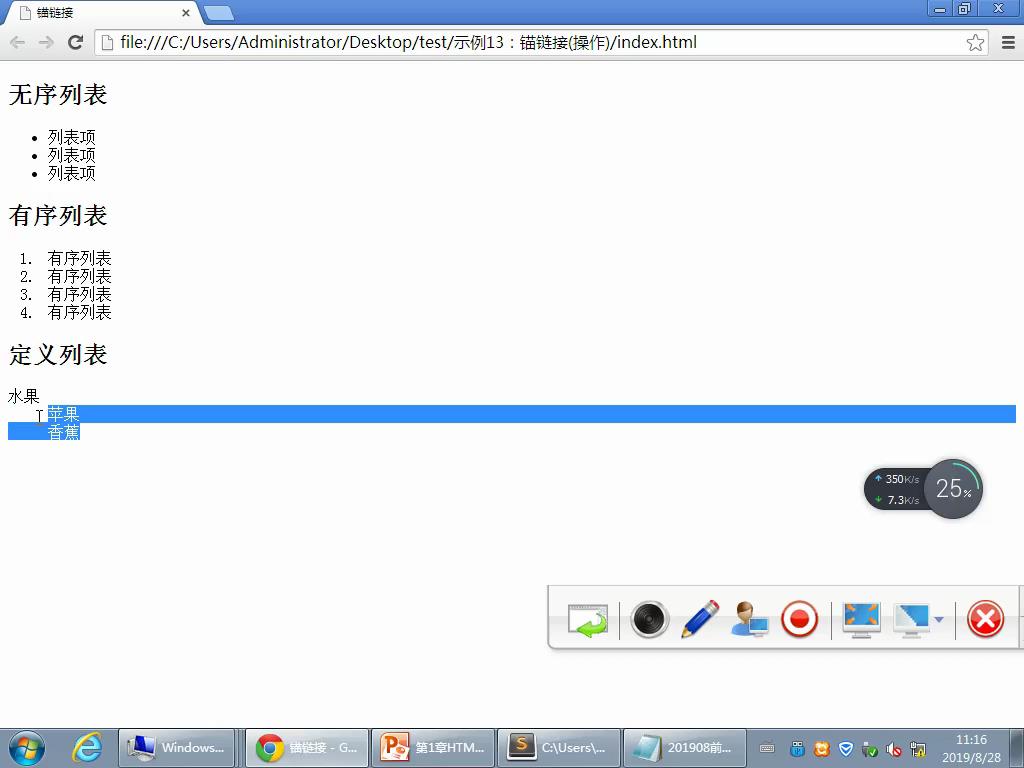 锚链接
file:///C:/Users/Administrator/Desktop/test/示例13：锚链接(操作)/index.html
无序列表
列表项
列表项
列表项
有序列表
1. 有序列表
2. 有序列表
3. 有序列表
4. 有序列表
定义列表
水果
苹果
香蕉
350K/s
7.3K/s
25%
Windows...
锚链接 - G...
第1章HTM...
C:\Users\...
201908前...
11:16
2019/8/28